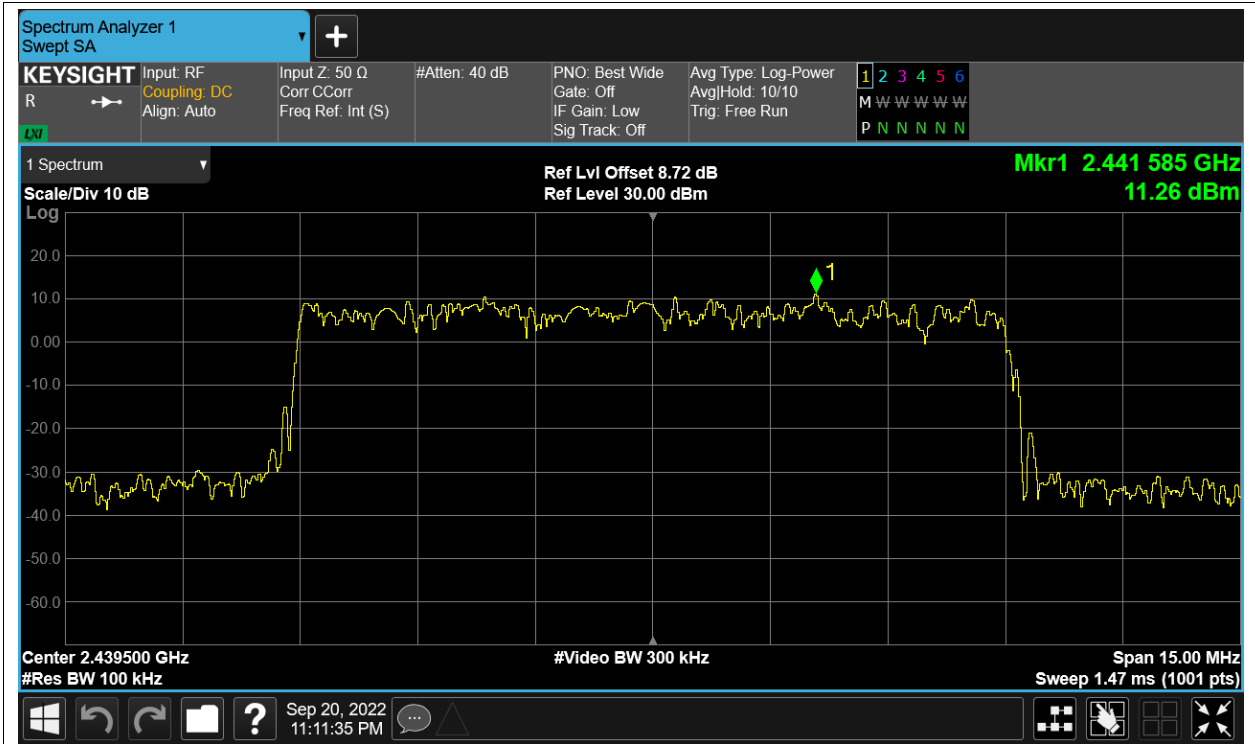 Spectrum Analyzer 1
Swept SA
KEYSIGHT
R
LXI
Input: RF
Coupling: DC
Align: Auto
Input Z: 50 Ω
Corr CCorr
Freq Ref: Int (S)
#Atten: 40 dB
PNO: Best Wide
Gate: Off
IF Gain: Low
Sig Track: Off
Avg Type: Log-Power
Avg|Hold: 10/10
Trig: Free Run
1 2 3 4 5 6
M W W W W W
P N N N N N
1 Spectrum
Scale/Div 10 dB
Log
Ref Lvl Offset 8.72 dB
Ref Level 30.00 dBm
Mkr1 2.441 585 GHz
11.26 dBm
1
20.0
10.0
0.00
-10.0
-20.0
-30.0
-40.0
-50.0
-60.0
Center 2.439500 GHz
#Res BW 100 kHz
#Video BW 300 kHz
Span 15.00 MHz
Sweep 1.47 ms (1001 pts)
?
Sep 20, 2022
11:11:35 PM